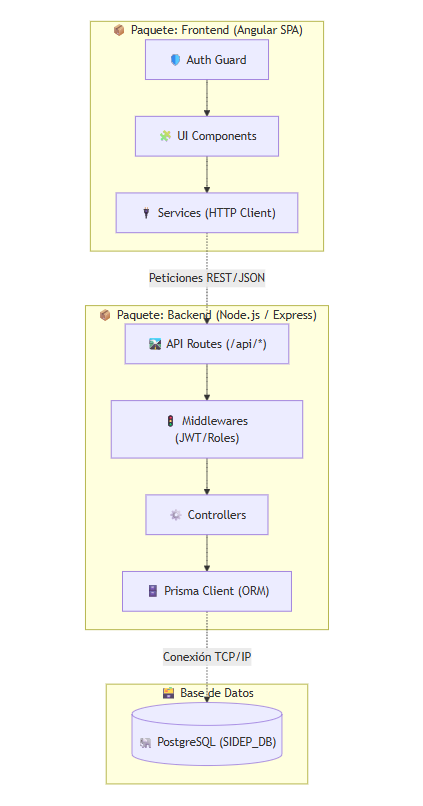 Paquete: Frontend (Angular SPA)
Auth Guard
UI Components
Services (HTTP Client)
Peticiones REST/JSON
Paquete: Backend (Node.js / Express)
API Routes (/api/*)
Middlewares
(JWT/Roles)
Controllers
Prisma Client (ORM)
Conexión TCP/IP
Base de Datos
PostgreSQL (SIDEP_DB)